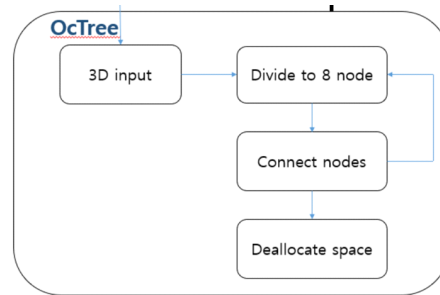 OcTree
3D input
Divide to 8 node
Connect nodes
Deallocate space